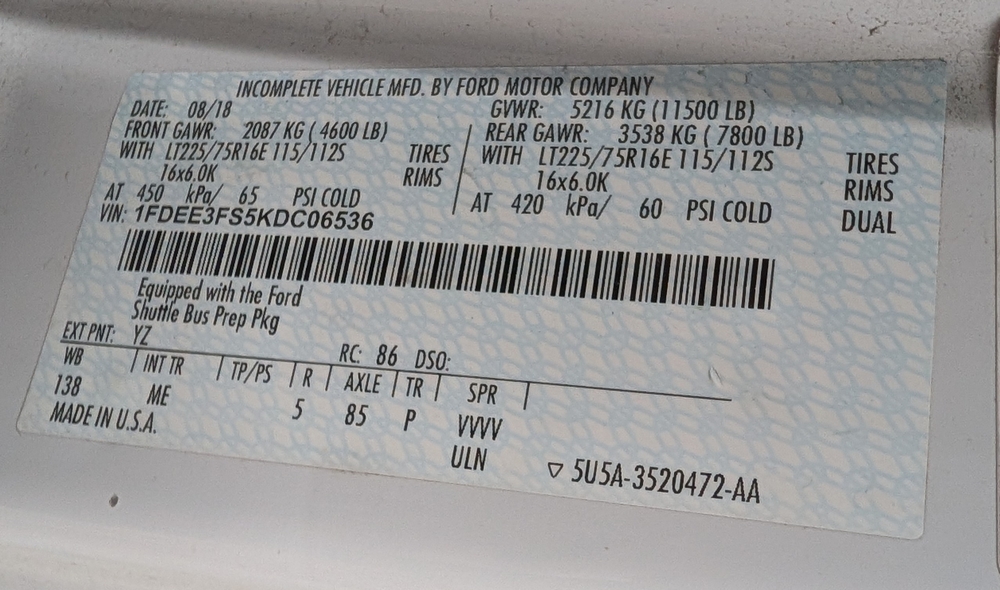 INCOMPLETE VEHICLE MFD. BY FORD MOTOR COMPANY
DATE: 08/18 GVWR: 5216 KG (11500 LB)
FRONT GAWR: 2087 KG ( 4600 LB) REAR GAWR: 3538 KG ( 7800 LB)
WITH LT225/75R16E 115/112S TIRES WITH LT225/75R16E 115/112S TIRES
16x6.0K RIMS 16x6.0K RIMS
AT 450 kPa/ 65 PSI COLD AT 420 kPa/ 60 PSI COLD DUAL
VIN: 1FDEE3FS5KDC06536
Equipped with the Ford
Shuttle Bus Prep Pkg
EXT PNT: YZ RC: 86 DSO:
WB INT TR TP/PS R AXLE TR SPR
138 ME 5 85 P VVVV
MADE IN U.S.A. ULN ▽ 5U5A-3520472-AA